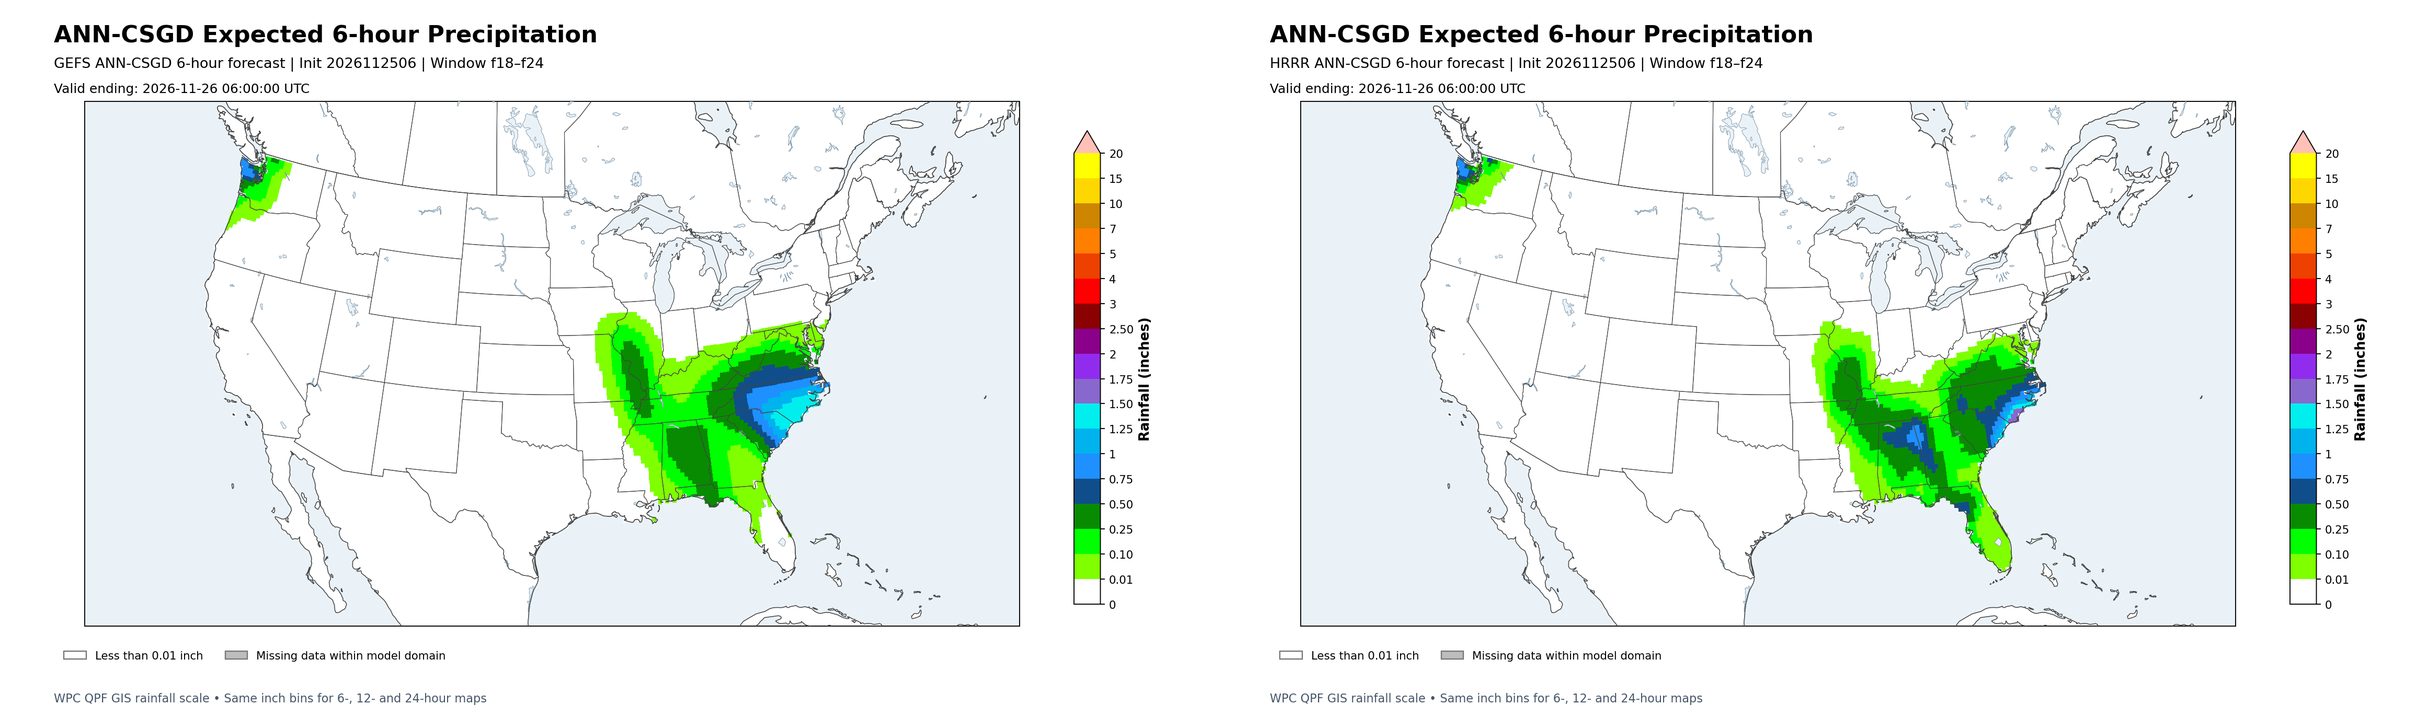 ANN-CSGD Expected 6-hour Precipitation
GEFS ANN-CSGD 6-hour forecast | Init 2026112506 | Window f18–f24
Valid ending: 2026-11-26 06:00:00 UTC
20
15
10
7
5
4
3
2.50
2
1.75
1.50
1.25
1
0.75
0.50
0.25
0.10
0.01
0
Rainfall (inches)
Less than 0.01 inch
Missing data within model domain
WPC QPF GIS rainfall scale • Same inch bins for 6-, 12- and 24-hour maps
ANN-CSGD Expected 6-hour Precipitation
HRRR ANN-CSGD 6-hour forecast | Init 2026112506 | Window f18–f24
Valid ending: 2026-11-26 06:00:00 UTC
20
15
10
7
5
4
3
2.50
2
1.75
1.50
1.25
1
0.75
0.50
0.25
0.10
0.01
0
Rainfall (inches)
Less than 0.01 inch
Missing data within model domain
WPC QPF GIS rainfall scale • Same inch bins for 6-, 12- and 24-hour maps